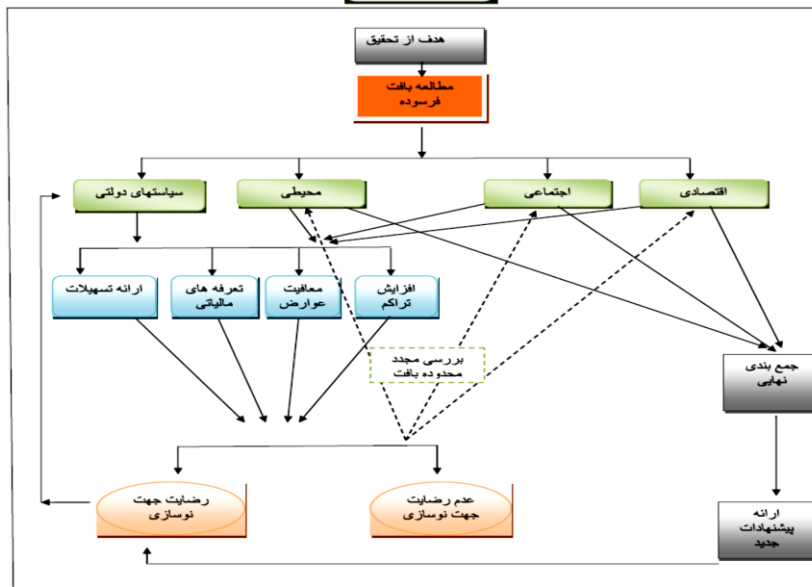 هدف از تحقیق
مطالعه بافت
فرسوده
اقتصادی
اجتماعی
محیطی
سیاستهای دولتی
افزایش
تراکم
معافیت
عوارض
تعرفه های
مالیاتی
ارائه تسهیلات
بررسی مجدد
محدوده بافت
جمع بندی
نهایی
عدم رضایت
جهت نوسازی
رضایت جهت
نوسازی
ارائه
پیشنهادات
جدید